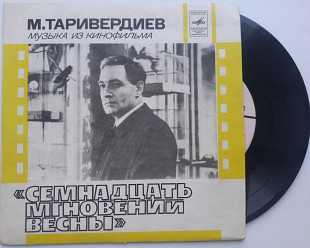 М.ТАРИВЕРДИЕВ
МУЗЫКА ИЗ КИНОФИЛЬМА
«СЕМНАДЦАТЬ
МГНОВЕНИЙ
ВЕСНЫ»